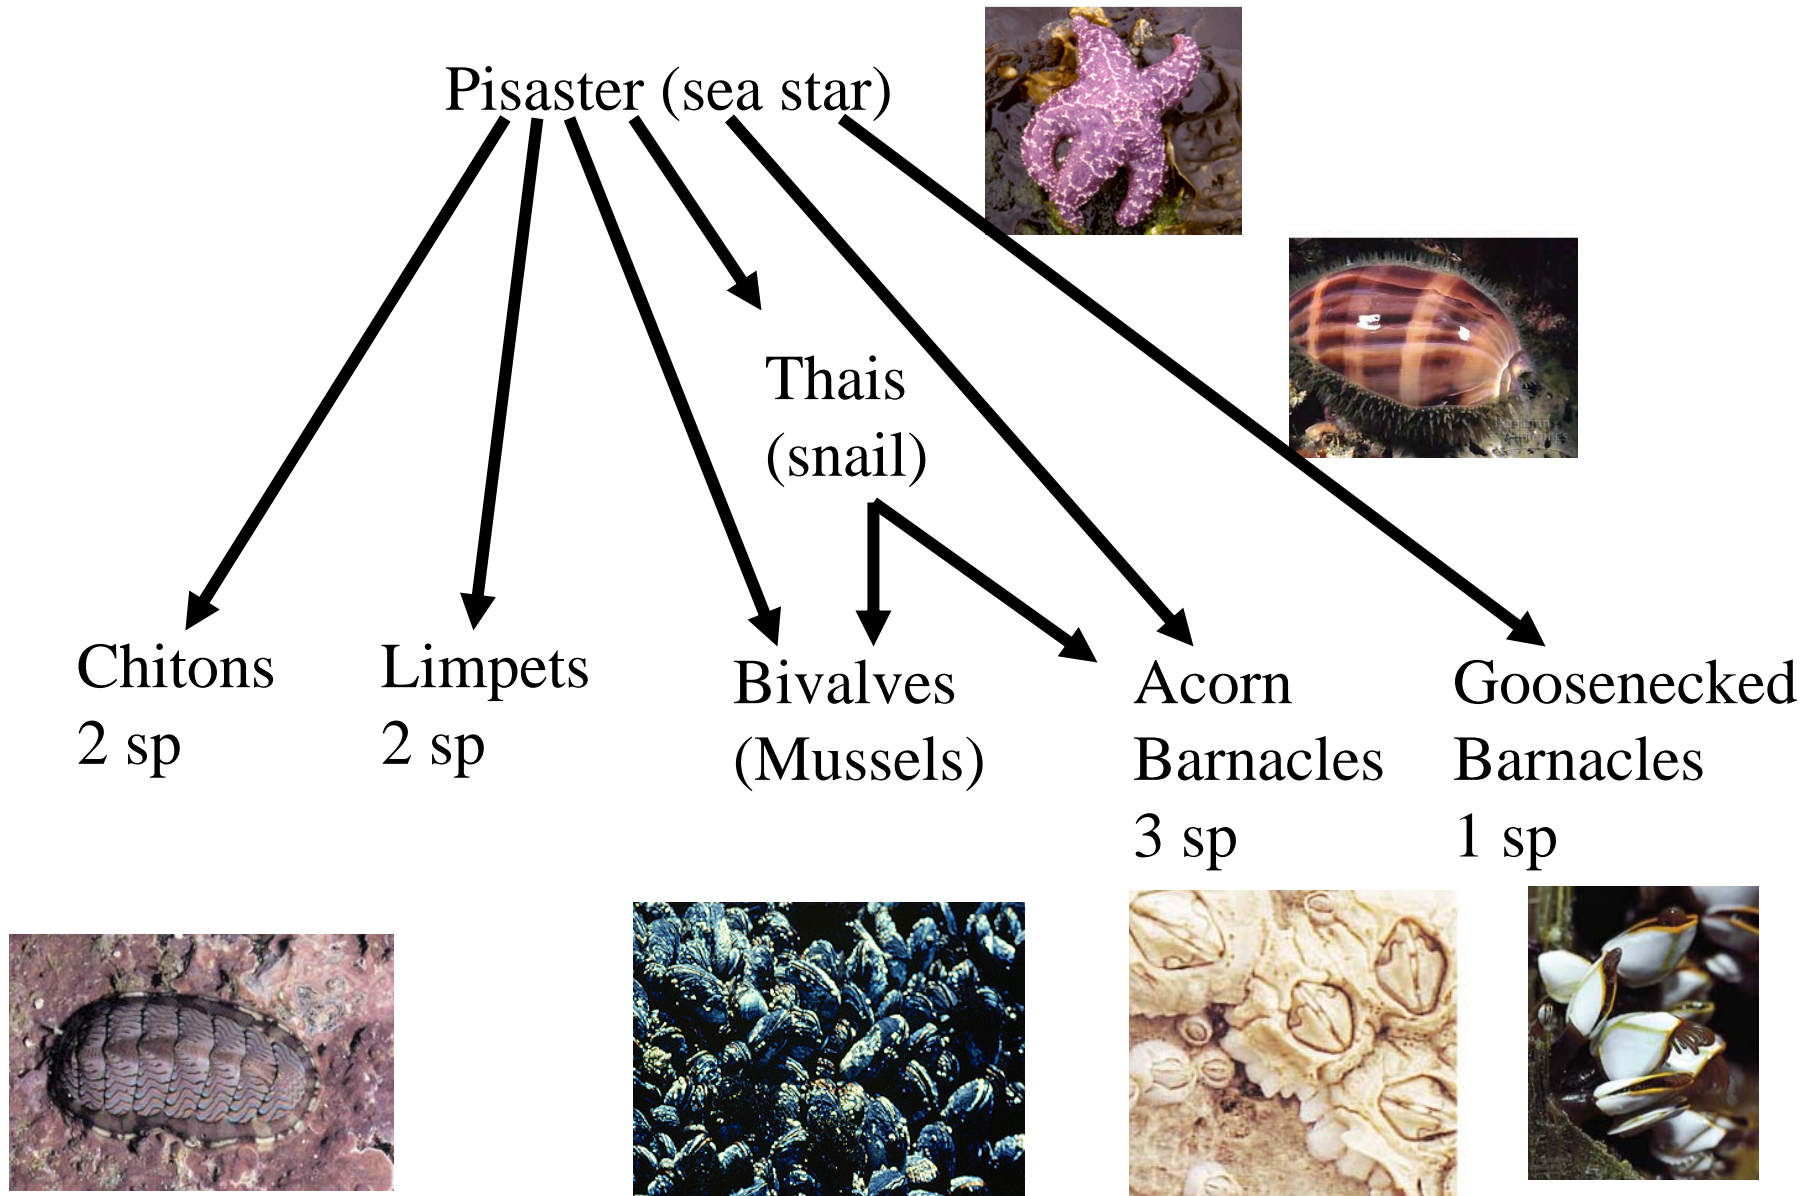 Pisaster (sea star)
Thais
(snail)
Chitons
2 sp
Limpets
2 sp
Bivalves
(Mussels)
Acorn
Barnacles
3 sp
Goosenecked
Barnacles
1 sp